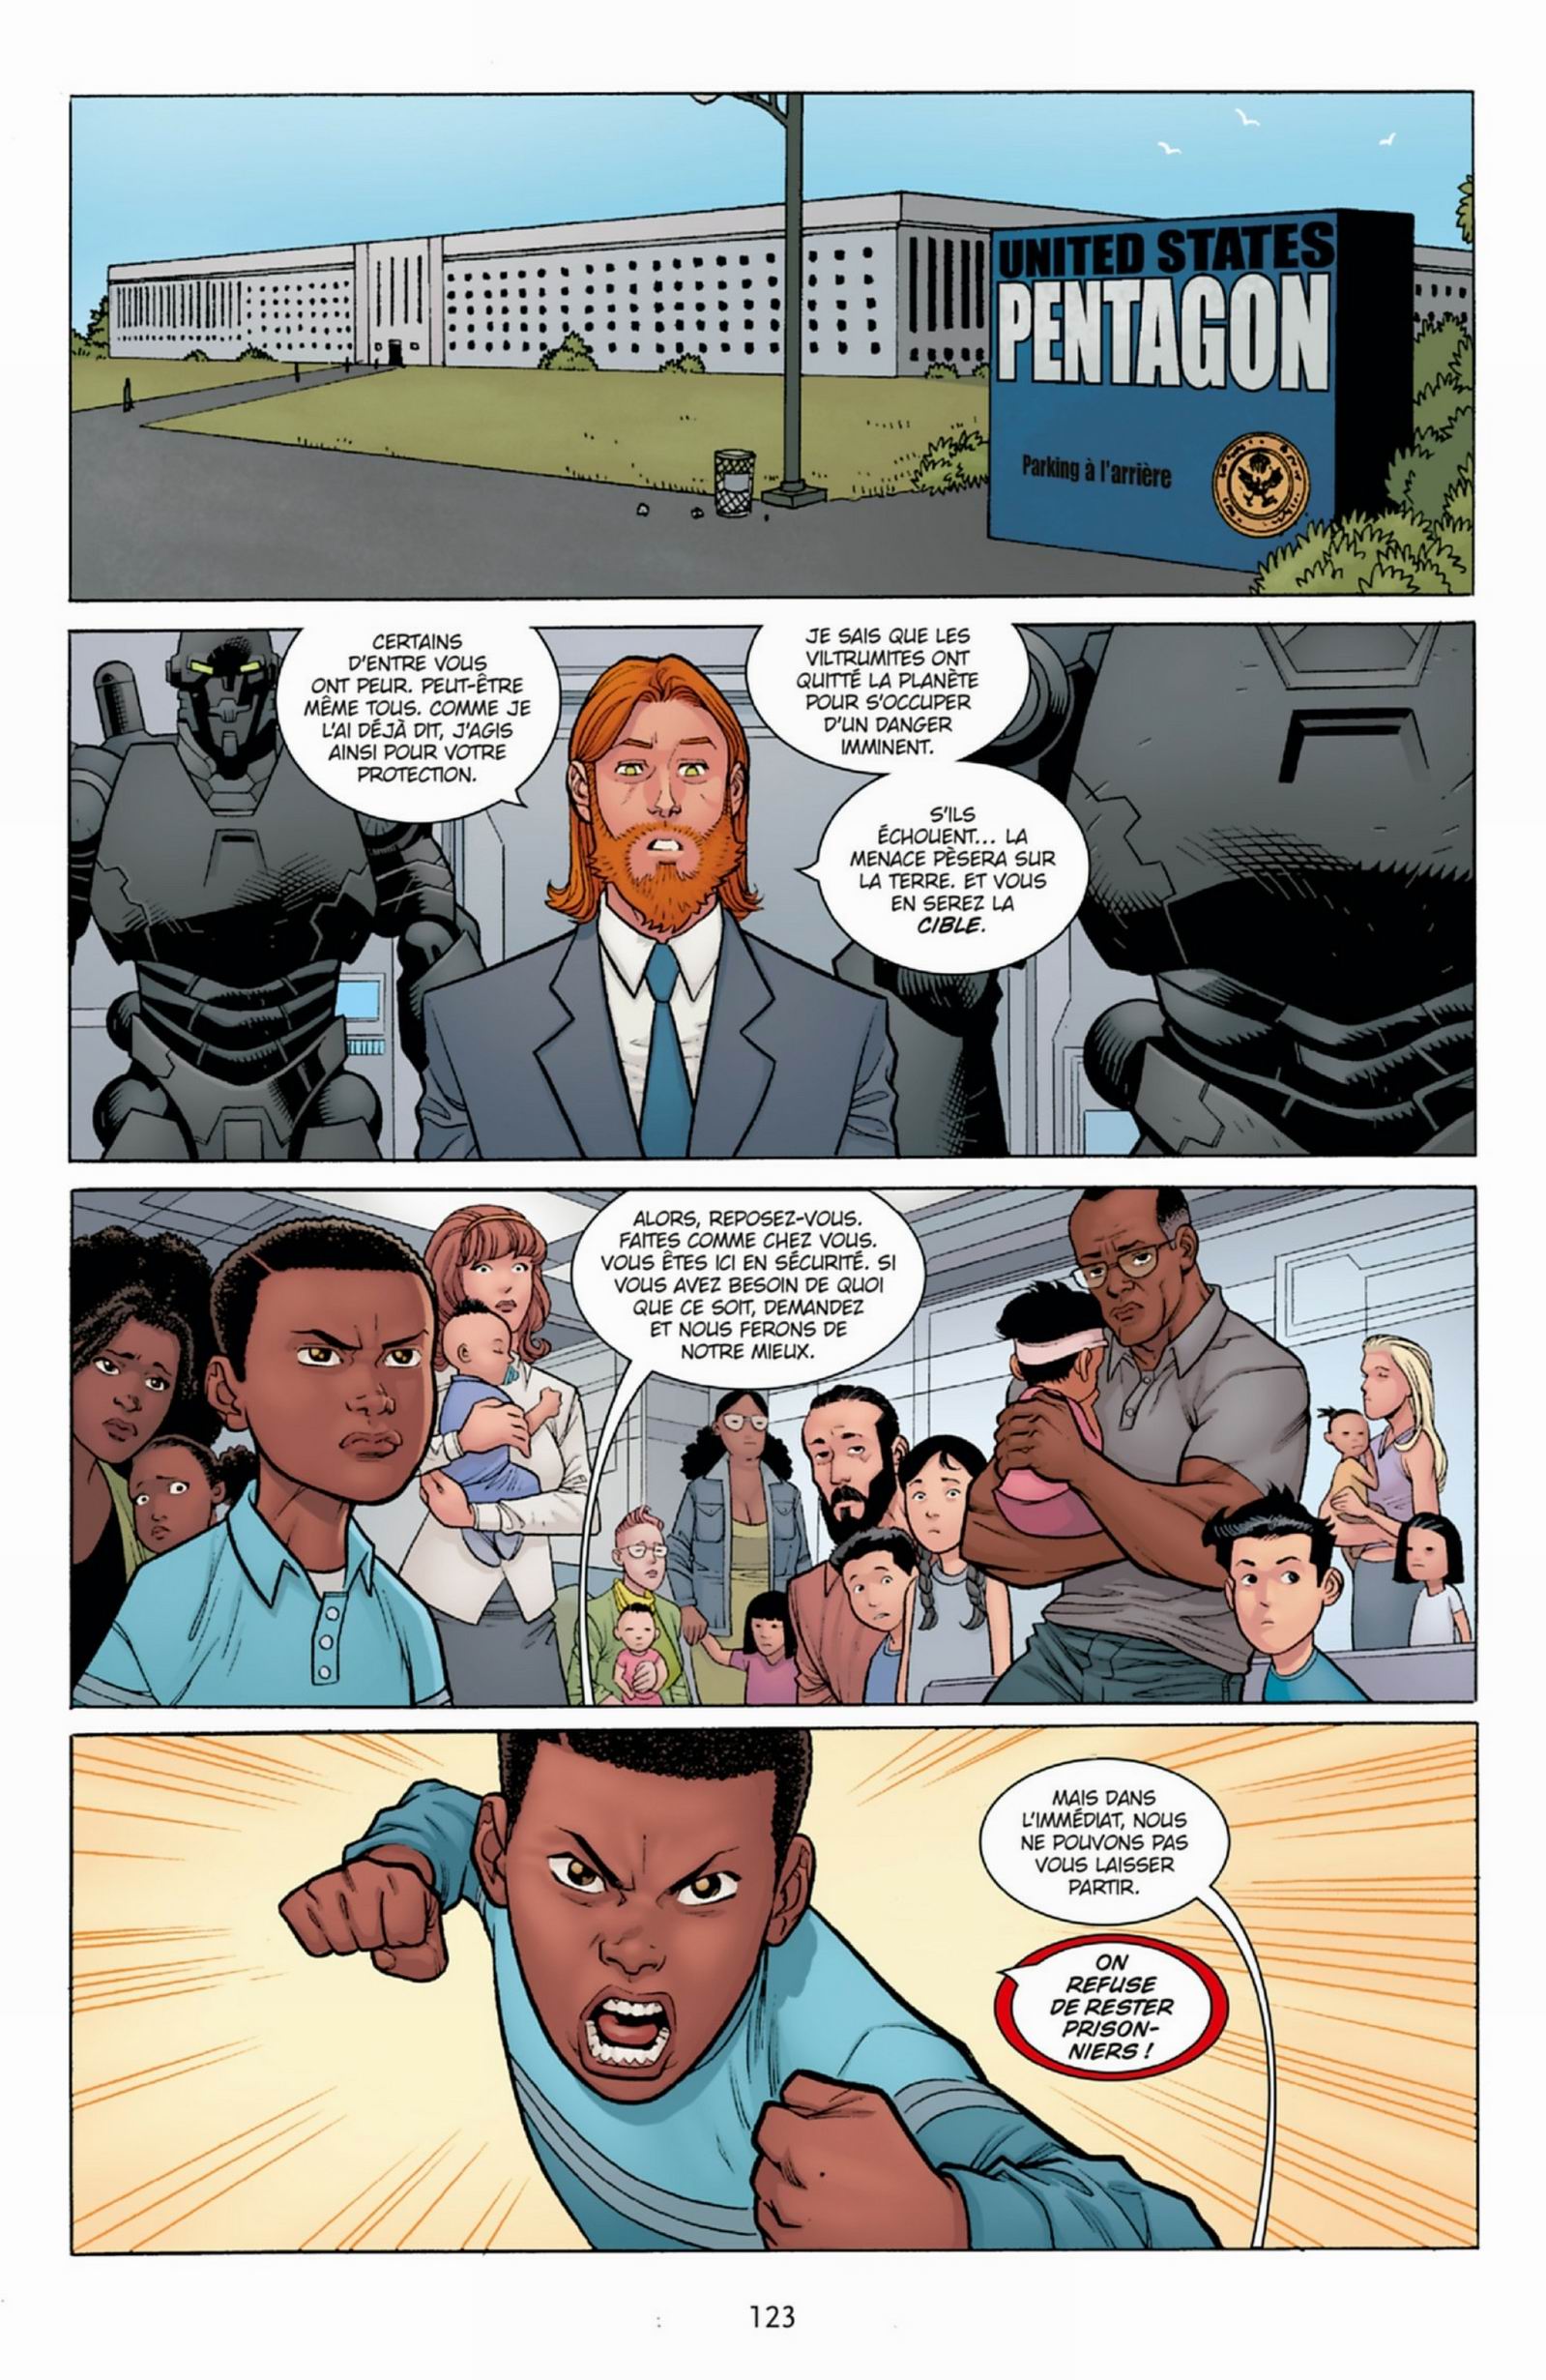 UNITED STATES
PENTAGON
Parking à l'arrière
CERTAINS
D'ENTRE VOUS
ONT PEUR. PEUT-ÊTRE
MÊME TOUS. COMME JE
L'AI DÉJÀ DIT, J'AGIS
AINSI POUR VOTRE
PROTECTION.
JE SAIS QUE LES
VILTRUMITES ONT
QUITTÉ LA PLANÈTE
POUR S'OCCUPER
D'UN DANGER
IMMINENT.
S'ILS
ÉCHOUENT... LA
MENACE PÈSERA SUR
LA TERRE. ET VOUS
EN SEREZ LA
CIBLE.
ALORS, REPOSEZ-VOUS.
FAITES COMME CHEZ VOUS.
VOUS ÊTES ICI EN SÉCURITÉ. SI
VOUS AVEZ BESOIN DE QUOI
QUE CE SOIT, DEMANDEZ
ET NOUS FERONS DE
NOTRE MIEUX.
MAIS DANS
L'IMMÉDIAT, NOUS
NE POUVONS PAS
VOUS LAISSER
PARTIR.
ON
REFUSE
DE RESTER
PRISON-
NIERS !
123